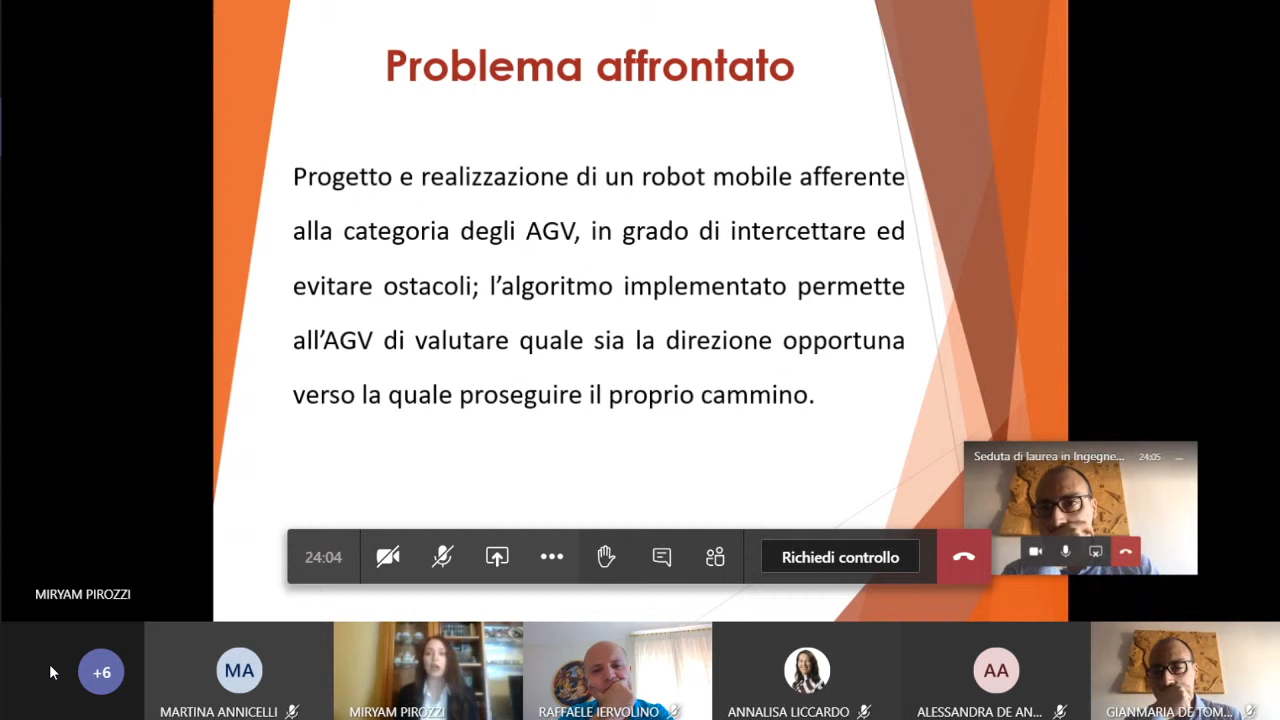 Problema affrontato
Progetto e realizzazione di un robot mobile afferente
alla categoria degli AGV, in grado di intercettare ed
evitare ostacoli; l’algoritmo implementato permette
all’AGV di valutare quale sia la direzione opportuna
verso la quale proseguire il proprio cammino.
Seduta di laurea in Ingegne... 24:05
24:04 Richiedi controllo
MIRYAM PIROZZI
+6 MA AA
MARTINA ANNICELLI MIRYAM PIROZZI RAFFAELE IERVOLINO ANNALISA LICCARDO ALESSANDRA DE AN... GIANMARIA DE TOM...